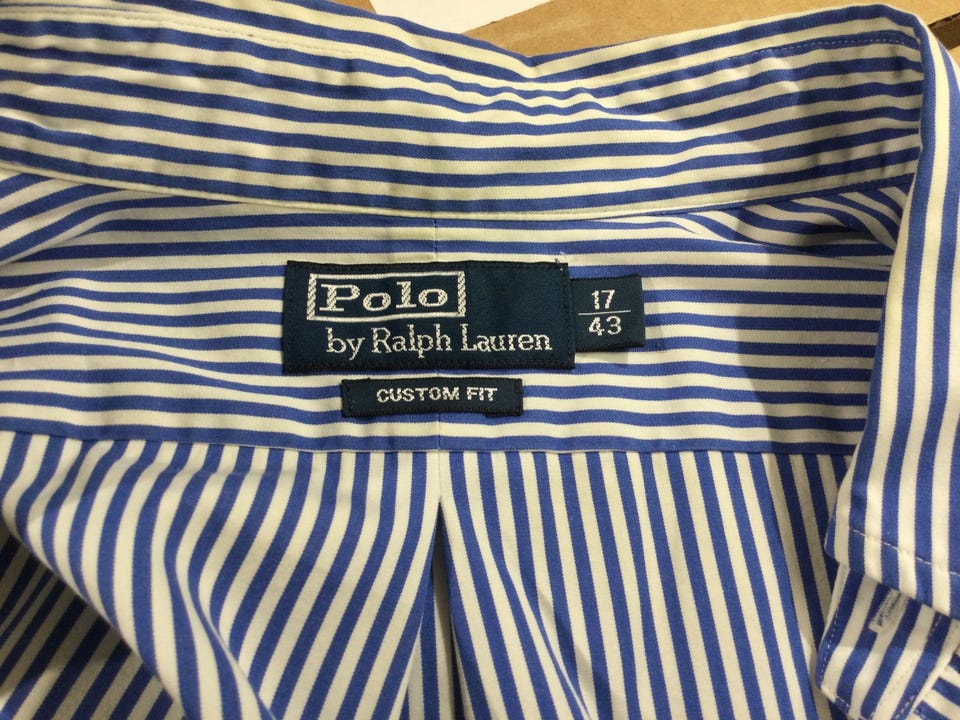 Polo
by Ralph Lauren
17
43
CUSTOM FIT